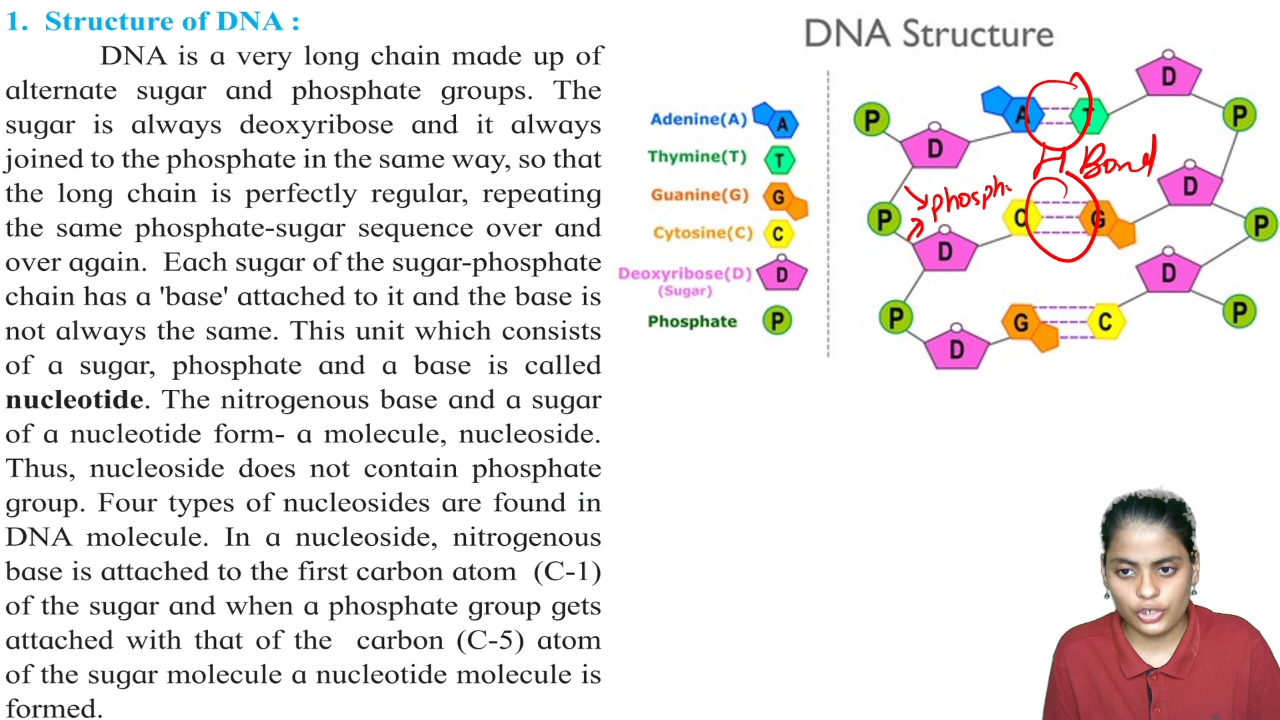 1. Structure of DNA :
DNA is a very long chain made up of
alternate sugar and phosphate groups. The
sugar is always deoxyribose and it always
joined to the phosphate in the same way, so that
the long chain is perfectly regular, repeating
the same phosphate-sugar sequence over and
over again. Each sugar of the sugar-phosphate
chain has a 'base' attached to it and the base is
not always the same. This unit which consists
of a sugar, phosphate and a base is called
nucleotide. The nitrogenous base and a sugar
of a nucleotide form- a molecule, nucleoside.
Thus, nucleoside does not contain phosphate
group. Four types of nucleosides are found in
DNA molecule. In a nucleoside, nitrogenous
base is attached to the first carbon atom (C-1)
of the sugar and when a phosphate group gets
attached with that of the carbon (C-5) atom
of the sugar molecule a nucleotide molecule is
formed.
DNA Structure
Adenine(A) A
Thymine(T) T
Guanine(G) G
Cytosine(C) C
Deoxyribose(D) D
(Sugar)
Phosphate P
D
P A T P
D
H Bond
D
phosph
P C G P
D D
P G C P
D